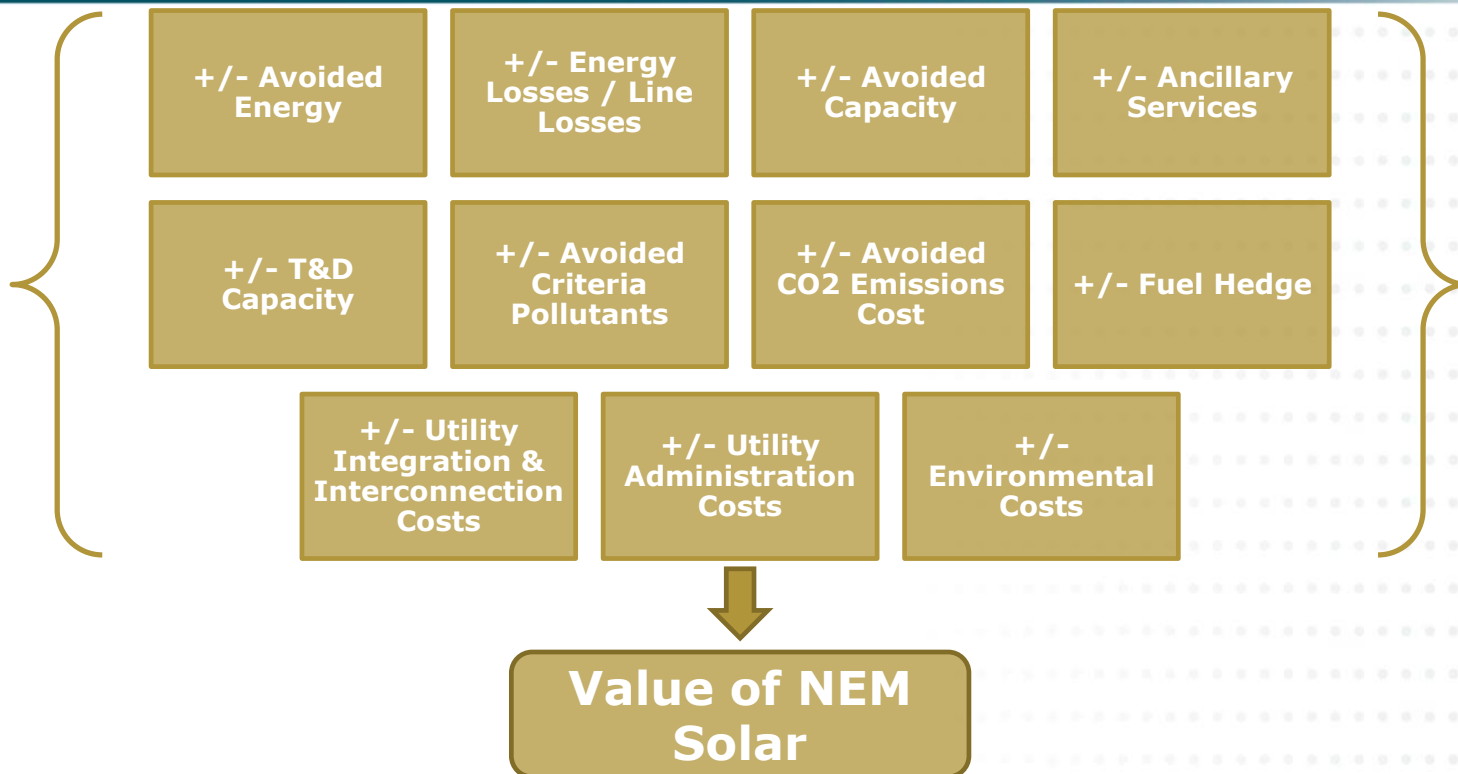 +/- Avoided
Energy
+/- Energy
Losses / Line
Losses
+/- Avoided
Capacity
+/- Ancillary
Services
+/- T&D
Capacity
+/- Avoided
Criteria
Pollutants
+/- Avoided
CO2 Emissions
Cost
+/- Fuel Hedge
+/- Utility
Integration &
Interconnection
Costs
+/- Utility
Administration
Costs
+/-
Environmental
Costs
Value of NEM
Solar